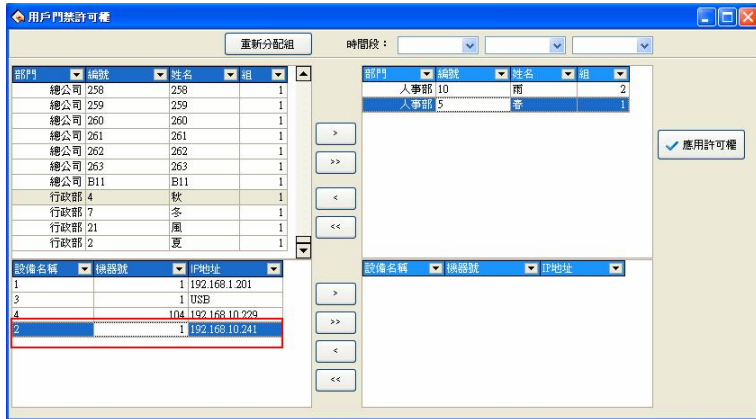 用戶門禁許可權
重新分配組 時間段：
部門 編號 姓名 組
總公司 258 258 1
總公司 259 259 1
總公司 260 260 1
總公司 261 261 1
總公司 262 262 1
總公司 263 263 1
總公司 B11 B11 1
行政部 4 秋 1
行政部 7 冬 1
行政部 21 風 1
行政部 2 夏 1
>
>>
<
<<
部門 編號 姓名 組
人事部 10 雨 2
人事部 5 春 1
應用許可權
設備名稱 機器號 IP地址
1 1 192.168.1.201
3 1 USB
4 104 192.168.10.229
2 1 192.168.10.241
>
>>
<
<<
設備名稱 機器號 IP地址